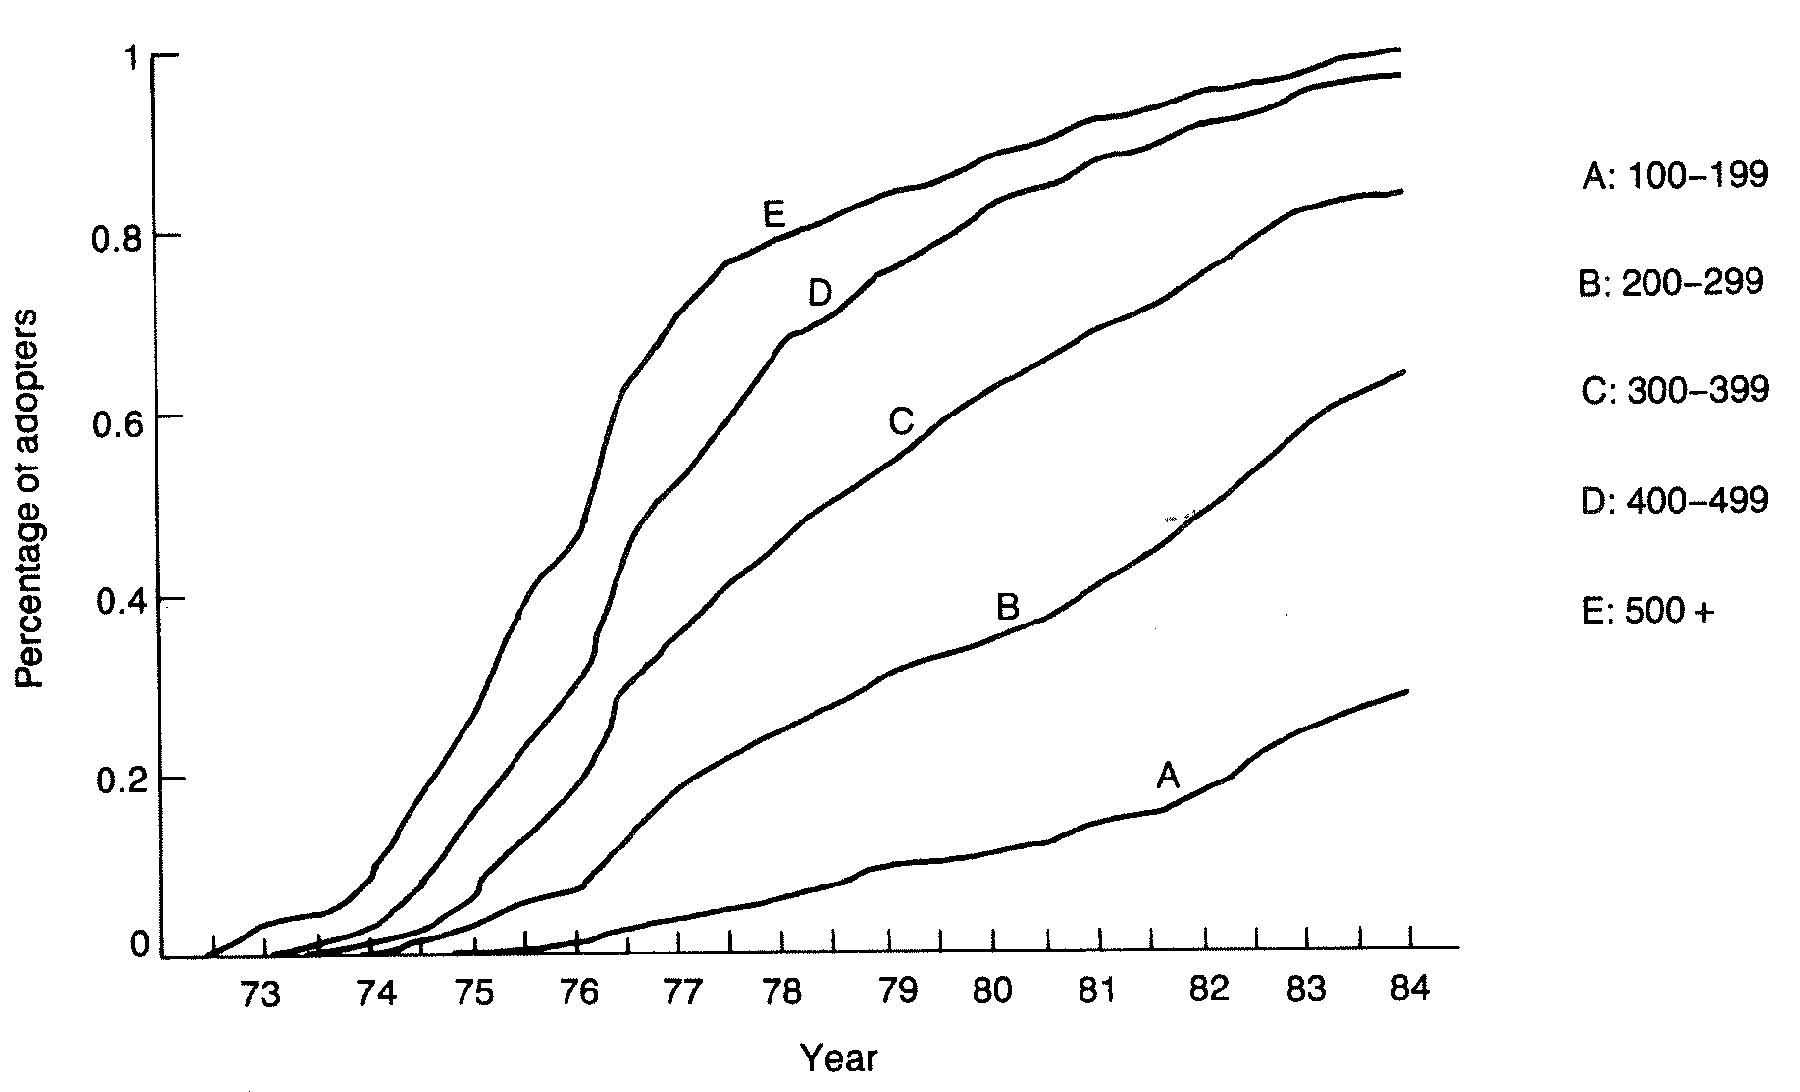 1
0.8
0.6
0.4
0.2
0
Percentage of adopters
E
D
C
B
A
73 74 75 76 77 78 79 80 81 82 83 84
Year
A: 100–199
B: 200–299
C: 300–399
D: 400–499
E: 500 +